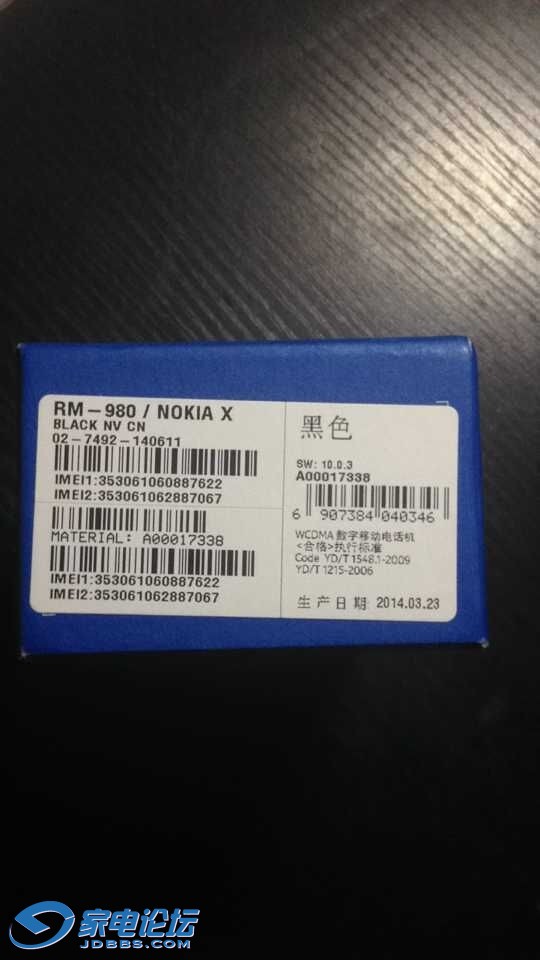 RM-980 / NOKIA X
BLACK NV CN
02-7492-140611
IMEI1:353061060887622
IMEI2:353061062887067
MATERIAL: A00017338
IMEI1:353061060887622
IMEI2:353061062887067
黑色
SW: 10.0.3
A00017338
6 907384 040346
WCDMA 数字移动电话机
<合格>执行标准
Code YD/T 1548.1-2009
YD/T 1215-2006
生产日期: 2014.03.23
家电论坛
JDBBS.COM